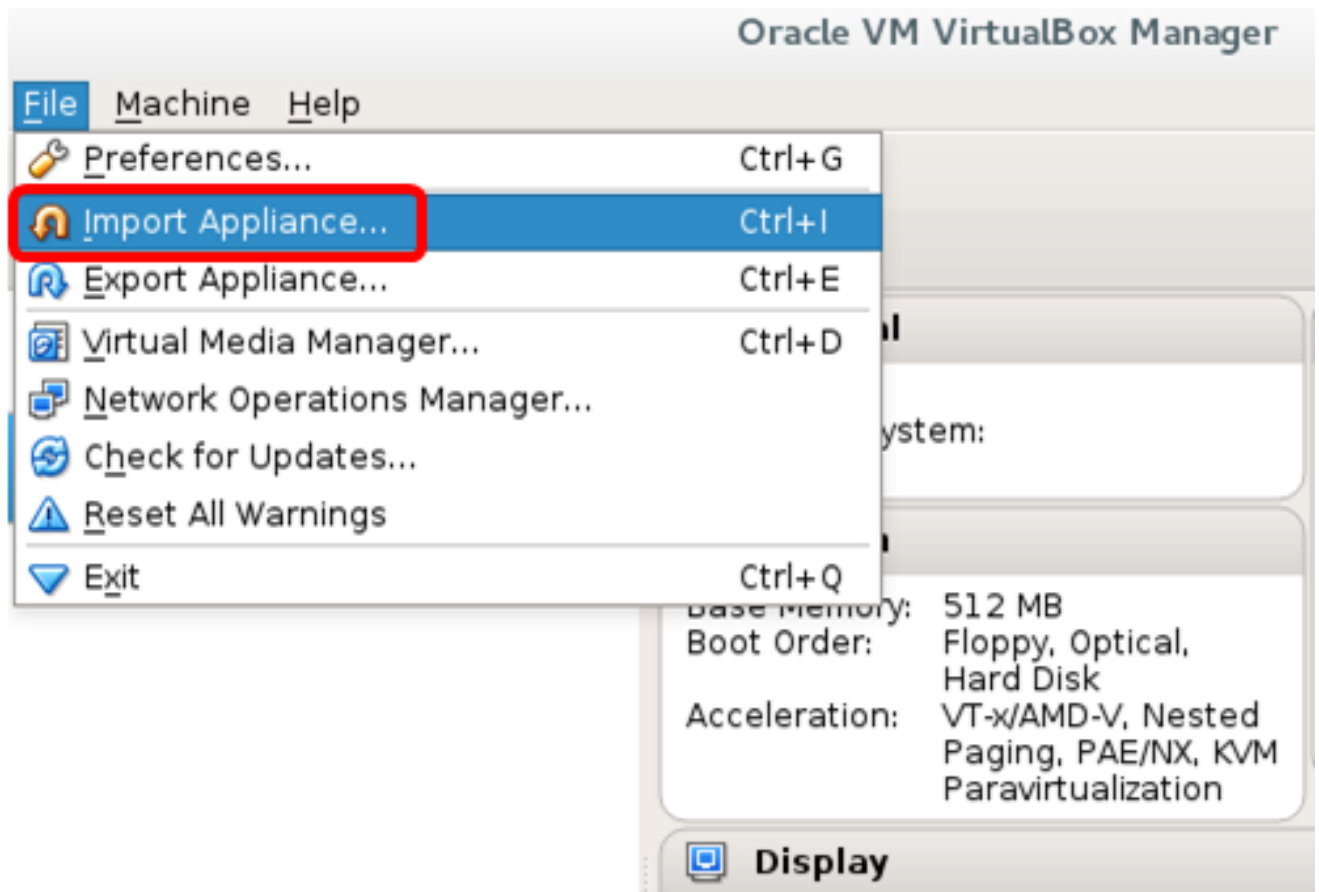 Oracle VM VirtualBox Manager
File Machine Help
Preferences... Ctrl+G
Import Appliance... Ctrl+I
Export Appliance... Ctrl+E
Virtual Media Manager... Ctrl+D
Network Operations Manager...
Check for Updates...
Reset All Warnings
Exit Ctrl+Q
ystem:
Base Memory: 512 MB
Boot Order: Floppy, Optical,
Hard Disk
Acceleration: VT-x/AMD-V, Nested
Paging, PAE/NX, KVM
Paravirtualization
Display